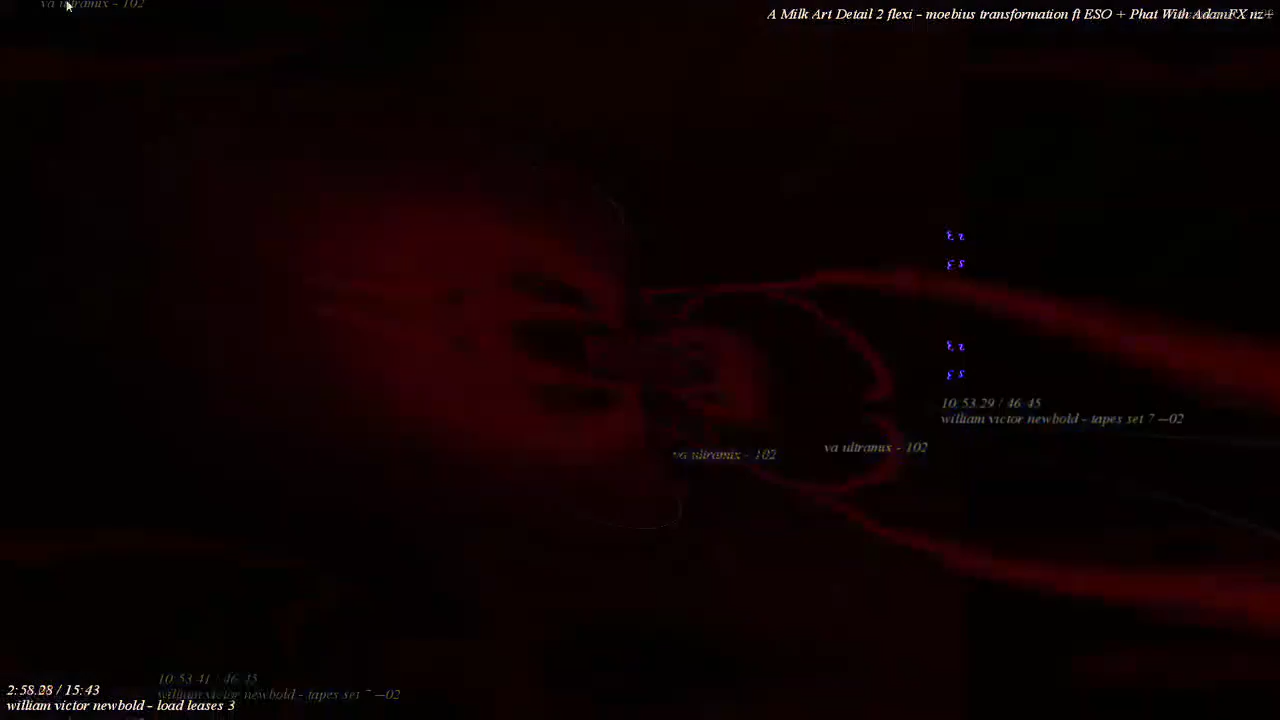 va ultramix - 102
A Milk Art Detail 2 flexi - moebius transformation ft ESO + Phat With AdamFX nz+
10:53.29 / 46:45
william victor newbold - tapes set 7 -02
va ultramix - 102
va ultramix - 102
10:53.41 / 46:45
william victor newbold - tapes set 7 -02
2:58.28 / 15:43
william victor newbold - load leases 3